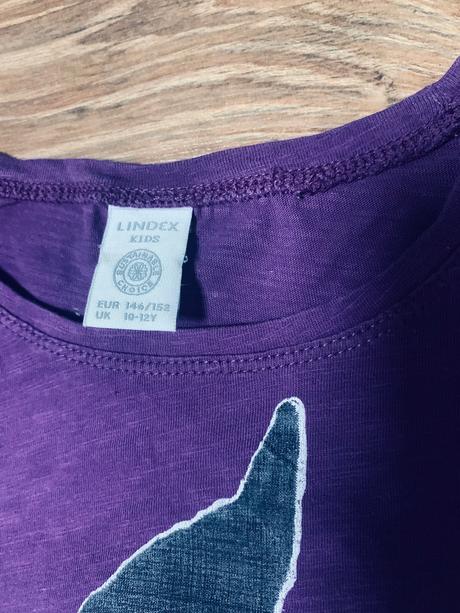 LINDEX
KIDS
SUSTAINABLE
CHOICE
EUR 146/152
UK 10-12Y